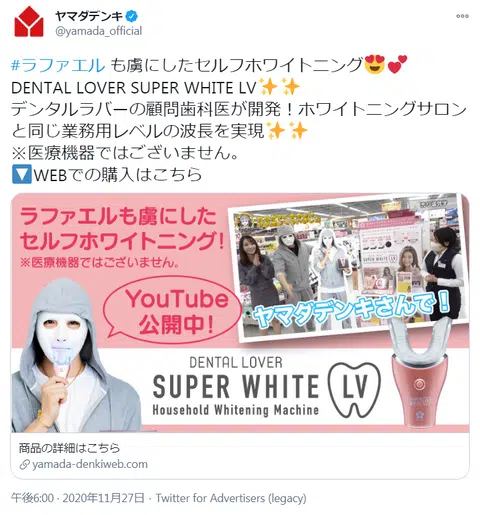 ヤマダデンキ
@yamada_official
#ラファエル も虜にしたセルフホワイトニング😍💕
DENTAL LOVER SUPER WHITE LV✨✨
デンタルラバーの顧問歯科医が開発！ホワイトニングサロン
と同じ業務用レベルの波長を実現✨✨
※医療機器ではございません。
🔽WEBでの購入はこちら
ラファエルも虜にした
セルフホワイトニング!
※医療機器ではございません。
YouTube
公開中!
SUPER WHITE
ヤマダデンキさんで!
DENTAL LOVER
SUPER WHITE LV
Household Whitening Machine
商品の詳細はこちら
yamada-denkiweb.com
午後6:00 · 2020年11月27日 · Twitter for Advertisers (legacy)